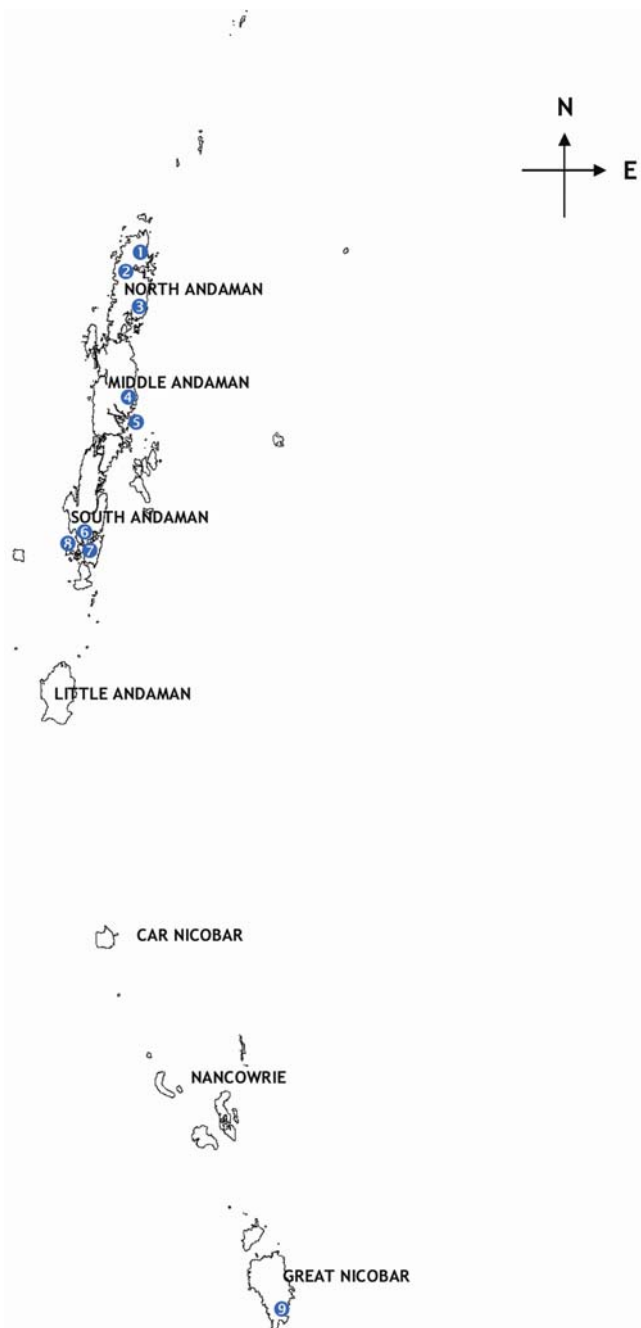 N
E
1
2
NORTH ANDAMAN
3
MIDDLE ANDAMAN
4
5
SOUTH ANDAMAN
6
8
7
LITTLE ANDAMAN
CAR NICOBAR
NANCOWRIE
GREAT NICOBAR
9